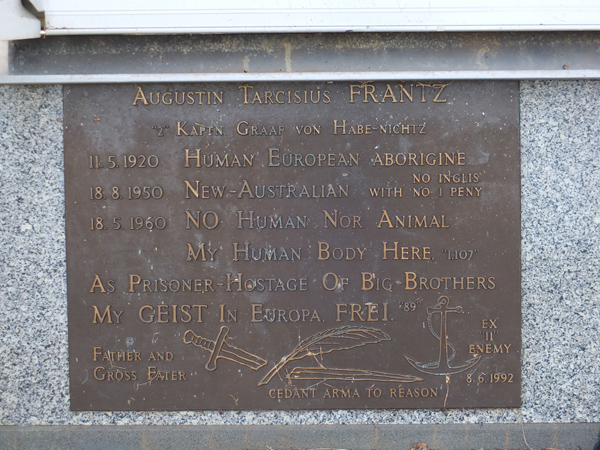 AUGUSTIN TARCISIUS FRANTZ
"2" KAPTN. GRAAF VON HABE-NICHTZ
11.5.1920 HUMAN EUROPEAN ABORIGINE
18.8.1950 NEW-AUSTRALIAN WITH NO INGLIS' NO 1 PENY
18.5.1960 NO HUMAN NOR ANIMAL
MY HUMAN BODY HERE, "1.107"
AS PRISONER-HOSTAGE OF BIG-BROTHERS
MY GEIST IN EUROPA, FREI. "89"
FATHER AND
GROSS EATER
CEDANT ARMA TO REASON
EX
ENEMY
8.6.1992